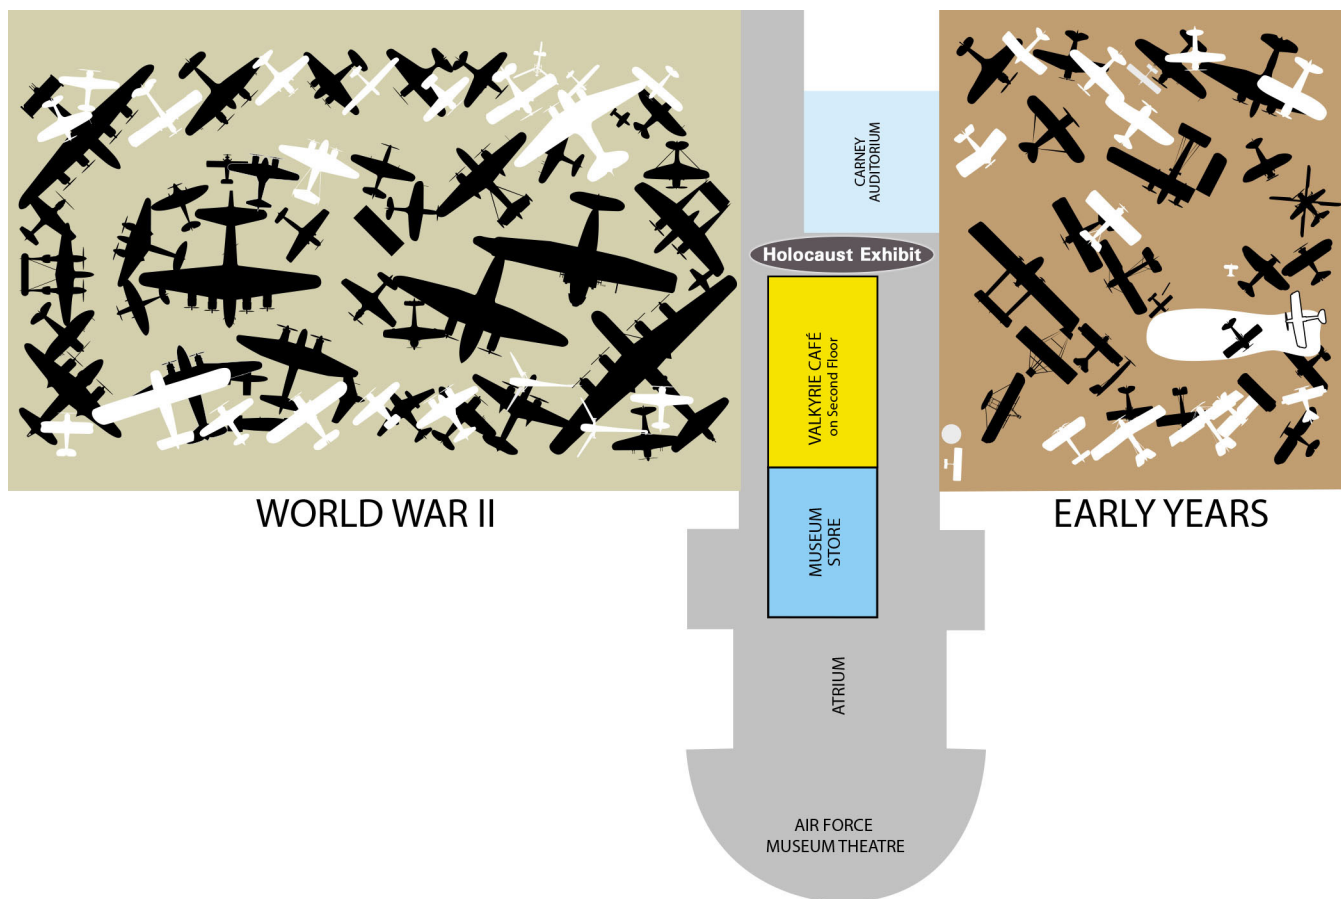 CARNEY
AUDITORIUM
Holocaust Exhibit
VALKYRIE CAFÉ
on Second Floor
WORLD WAR II
EARLY YEARS
MUSEUM
STORE
ATRIUM
AIR FORCE
MUSEUM THEATRE